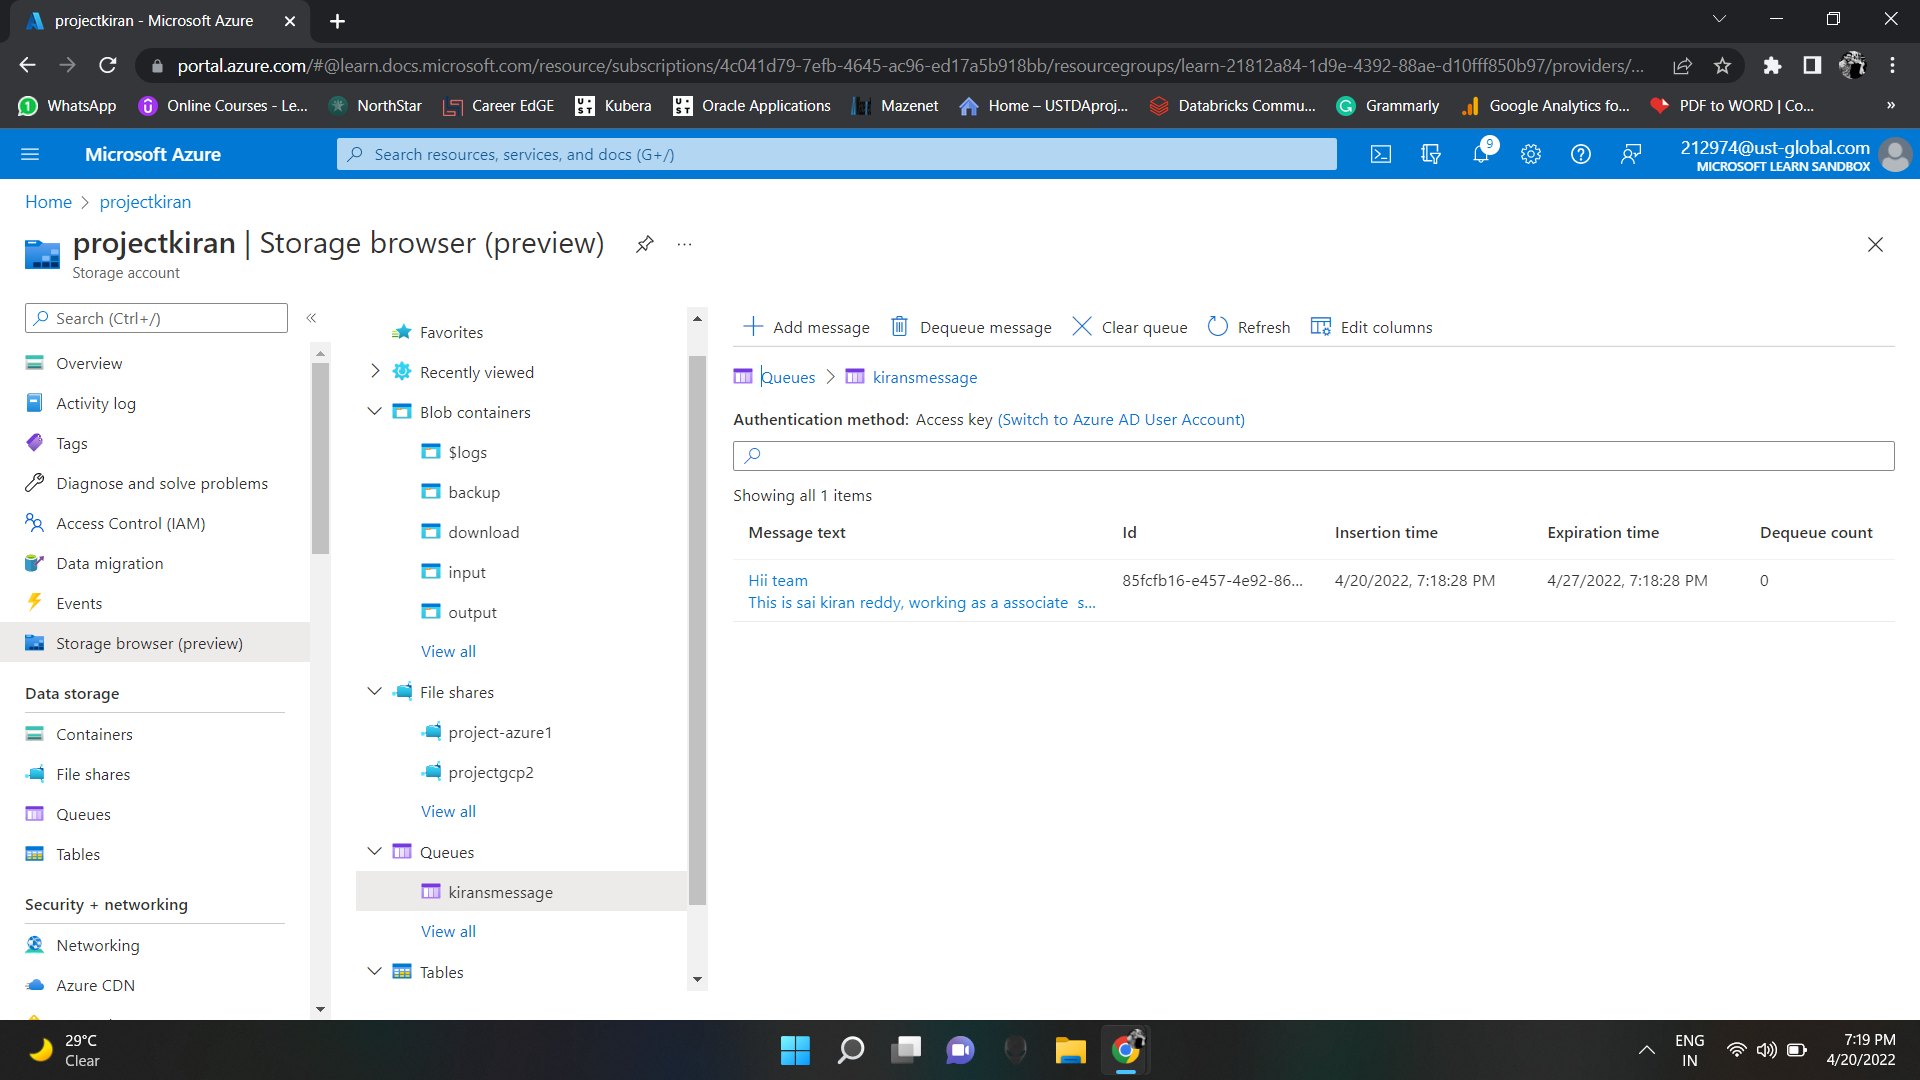 projectkiran - Microsoft Azure
portal.azure.com/#@learn.docs.microsoft.com/resource/subscriptions/4c041d79-7efb-4645-ac96-ed17a5b918bb/resourcegroups/learn-21812a84-1d9e-4392-88ae-d10fff850b97/providers/...
WhatsApp Online Courses - Le... NorthStar Career EdGE Kubera Oracle Applications Mazenet Home – USTDAproj... Databricks Commu... Grammarly Google Analytics fo... PDF to WORD | Co... »
Microsoft Azure
Search resources, services, and docs (G+/)
9
212974@ust-global.com
MICROSOFT LEARN SANDBOX
Home > projectkiran
projectkiran | Storage browser (preview) ...
Storage account
Search (Ctrl+/) «
Overview
Activity log
Tags
Diagnose and solve problems
Access Control (IAM)
Data migration
Events
Storage browser (preview)
Data storage
Containers
File shares
Queues
Tables
Security + networking
Networking
Azure CDN
Favorites
Recently viewed
Blob containers
$logs
backup
download
input
output
View all
File shares
project-azure1
projectgcp2
View all
Queues
kiransmessage
View all
Tables
Add message Dequeue message Clear queue Refresh Edit columns
Queues > kiransmessage
Authentication method: Access key (Switch to Azure AD User Account)
Showing all 1 items
Message text Id Insertion time Expiration time Dequeue count
Hii team 85fcfb16-e457-4e92-86... 4/20/2022, 7:18:28 PM 4/27/2022, 7:18:28 PM 0
This is sai kiran reddy, working as a associate s...
29°C
Clear
ENG
IN
7:19 PM
4/20/2022